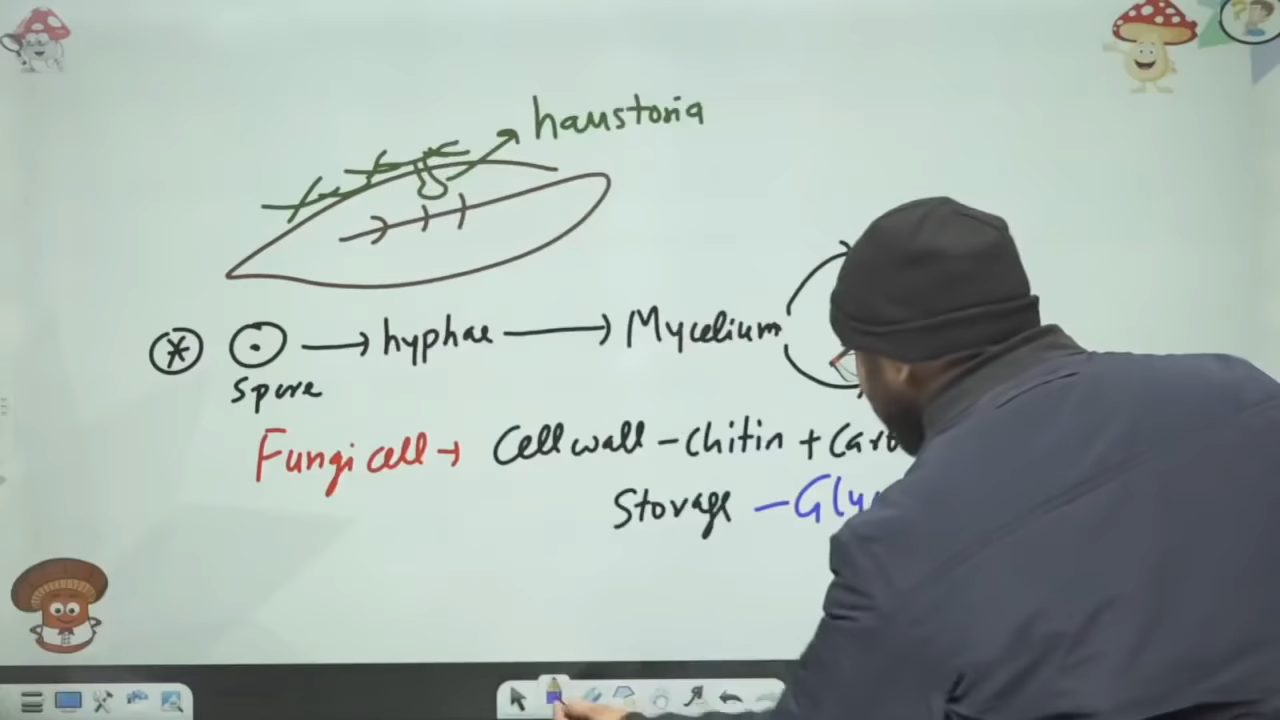 haustoria
* → hyphae → Mycelium
Spore
Fungi cell → Cell wall - Chitin +
Storage -